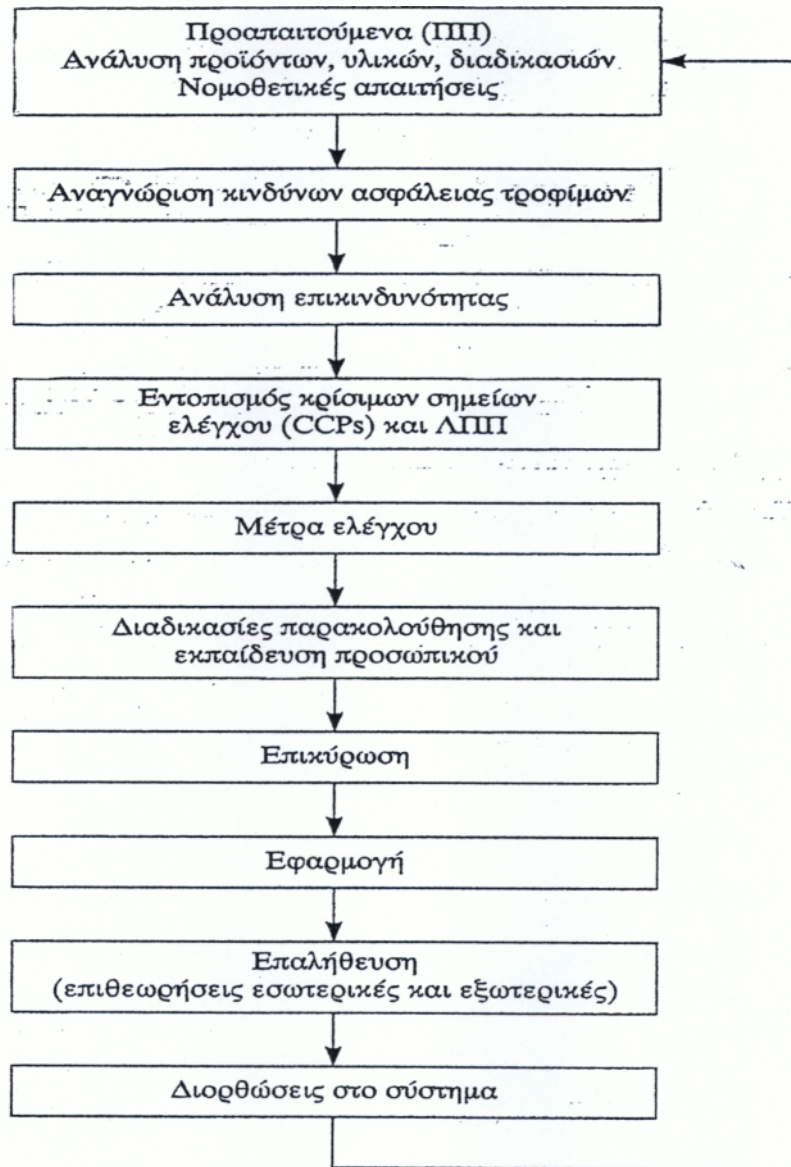 Προαπαιτούμενα (ΠΠ)
Ανάλυση προϊόντων, υλικών, διαδικασιών
Νομοθετικές απαιτήσεις
Αναγνώριση κινδύνων ασφάλειας τροφίμων
Ανάλυση επικινδυνότητας
Εντοπισμός κρίσιμων σημείων
ελέγχου (CCPs) και ΛΠΠ
Μέτρα ελέγχου
Διαδικασίες παρακολούθησης και
εκπαίδευση προσωπικού
Επικύρωση
Εφαρμογή
Επαλήθευση
(επιθεωρήσεις εσωτερικές και εξωτερικές)
Διορθώσεις στο σύστημα